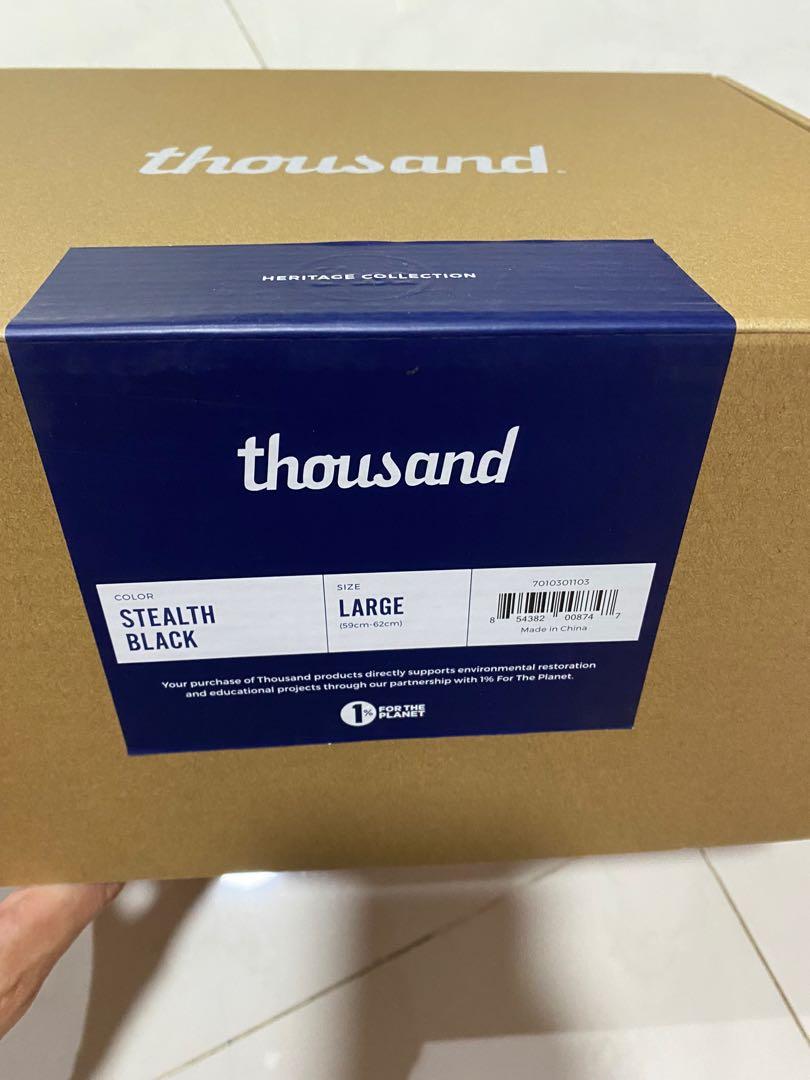 thousand.
HERITAGE COLLECTION
thousand
COLOR
STEALTH
BLACK
SIZE
LARGE
(59cm-62cm)
7010301103
8 54382 00874 7
Made in China
Your purchase of Thousand products directly supports environmental restoration
and educational projects through our partnership with 1% For The Planet.
1% FOR THE
PLANET